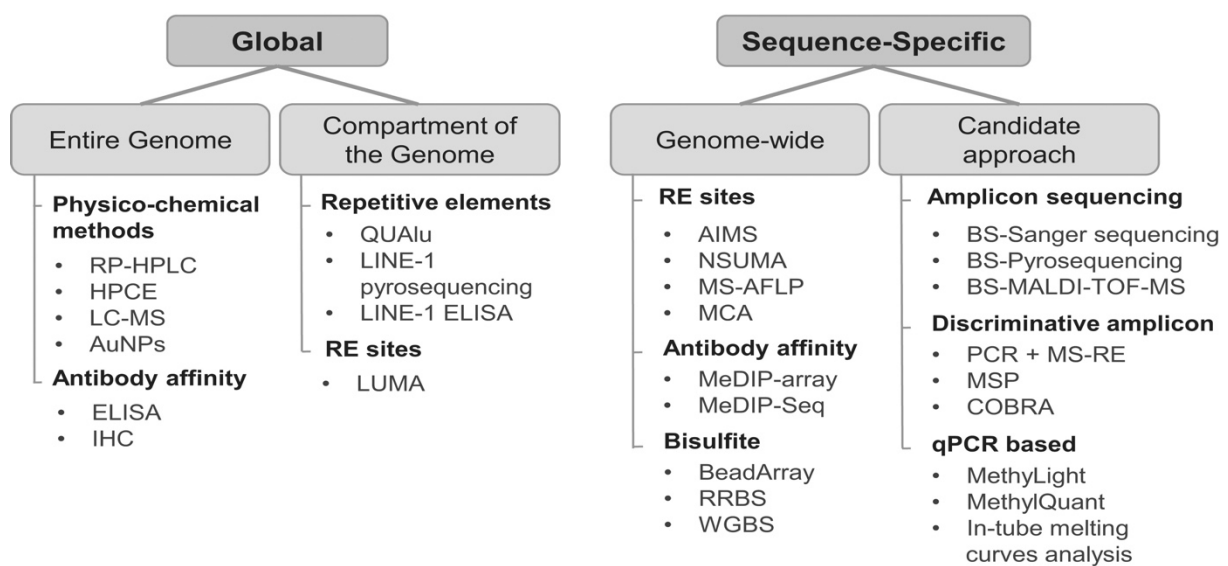 Global
Entire Genome
Physico-chemical
methods
• RP-HPLC
• HPCE
• LC-MS
• AuNPs
Antibody affinity
• ELISA
• IHC
Compartment of
the Genome
Repetitive elements
• QUAlu
• LINE-1
pyrosequencing
• LINE-1 ELISA
RE sites
• LUMA
Sequence-Specific
Genome-wide
RE sites
• AIMS
• NSUMA
• MS-AFLP
• MCA
Antibody affinity
• MeDIP-array
• MeDIP-Seq
Bisulfite
• BeadArray
• RRBS
• WGBS
Candidate
approach
Amplicon sequencing
• BS-Sanger sequencing
• BS-Pyrosequencing
• BS-MALDI-TOF-MS
Discriminative amplicon
• PCR + MS-RE
• MSP
• COBRA
qPCR based
• MethyLight
• MethylQuant
• In-tube melting
curves analysis